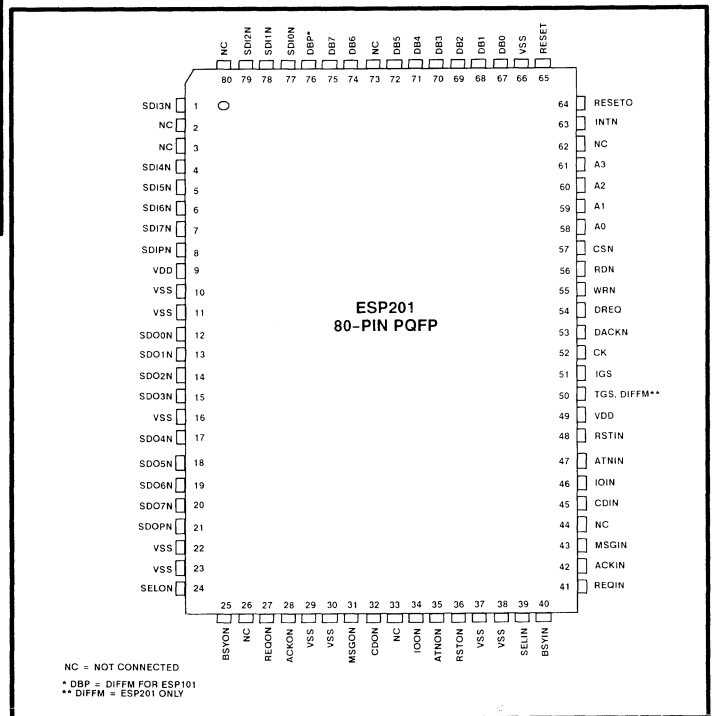 NC SDI2N SDI1N SDI0N DBP* DB7 DB6 NC DB5 DB4 DB3 DB2 DB1 DB0 VSS RESET
80 79 78 77 76 75 74 73 72 71 70 69 68 67 66 65
SDI3N 1
NC 2
NC 3
SDI4N 4
SDI5N 5
SDI6N 6
SDI7N 7
SDIPN 8
VDD 9
VSS 10
VSS 11
SDO0N 12
SDO1N 13
SDO2N 14
SDO3N 15
VSS 16
SDO4N 17
SDO5N 18
SDO6N 19
SDO7N 20
SDOPN 21
VSS 22
VSS 23
SELON 24
ESP201
80-PIN PQFP
64 RESETO
63 INTN
62 NC
61 A3
60 A2
59 A1
58 A0
57 CSN
56 RDN
55 WRN
54 DREQ
53 DACKN
52 CK
51 IGS
50 TGS, DIFFM**
49 VDD
48 RSTIN
47 ATNIN
46 IOIN
45 CDIN
44 NC
43 MSGIN
42 ACKIN
41 REQIN
25 26 27 28 29 30 31 32 33 34 35 36 37 38 39 40
BSYON NC REQON ACKON VSS VSS MSGON CDON NC IOON ATNON RSTON VSS VSS SELIN BSYIN
NC = NOT CONNECTED
* DBP = DIFFM FOR ESP101
** DIFFM = ESP201 ONLY